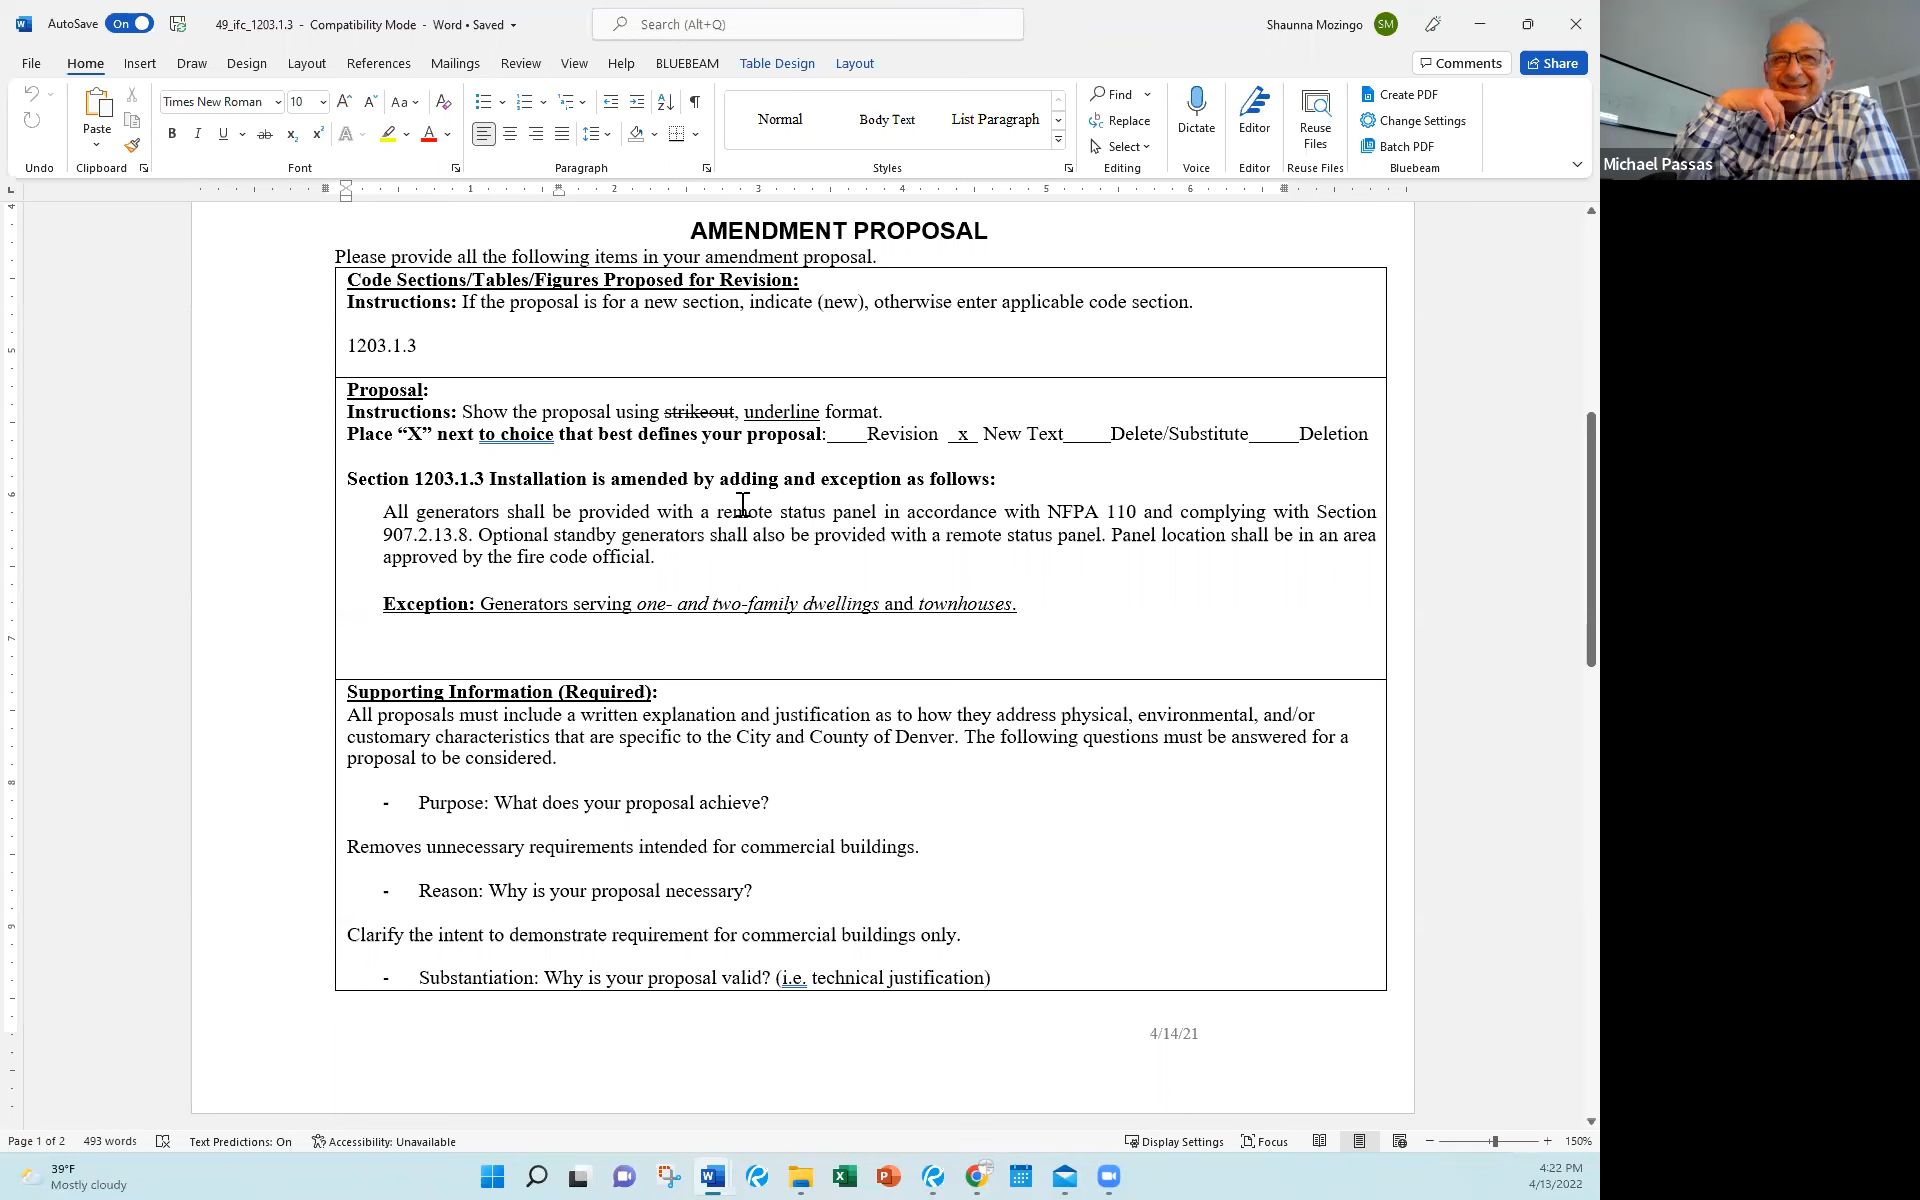 AutoSave On 49_ifc_1203.1.3 - Compatibility Mode - Word • Saved Search (Alt+Q) Shaunna Mozingo SM
File Home Insert Draw Design Layout References Mailings Review View Help BLUEBEAM Table Design Layout Comments Share
Times New Roman 10 Aa Normal Body Text List Paragraph Find Create PDF
Paste B I U ab x₂ x² A A Replace Dictate Editor Reuse Files Change Settings
Select Batch PDF
Undo Clipboard Font Paragraph Styles Editing Voice Editor Reuse Files Bluebeam
Michael Passas
1 2 3 4 5 6 7
AMENDMENT PROPOSAL
Please provide all the following items in your amendment proposal.
Code Sections/Tables/Figures Proposed for Revision:
Instructions: If the proposal is for a new section, indicate (new), otherwise enter applicable code section.
1203.1.3
Proposal:
Instructions: Show the proposal using strikeout, underline format.
Place “X” next to choice that best defines your proposal:____Revision _x_ New Text_____Delete/Substitute_____Deletion
Section 1203.1.3 Installation is amended by adding and exception as follows:
All generators shall be provided with a remote status panel in accordance with NFPA 110 and complying with Section
907.2.13.8. Optional standby generators shall also be provided with a remote status panel. Panel location shall be in an area
approved by the fire code official.
Exception: Generators serving one- and two-family dwellings and townhouses.
Supporting Information (Required):
All proposals must include a written explanation and justification as to how they address physical, environmental, and/or
customary characteristics that are specific to the City and County of Denver. The following questions must be answered for a
proposal to be considered.
- Purpose: What does your proposal achieve?
Removes unnecessary requirements intended for commercial buildings.
- Reason: Why is your proposal necessary?
Clarify the intent to demonstrate requirement for commercial buildings only.
- Substantiation: Why is your proposal valid? (i.e. technical justification)
4/14/21
Page 1 of 2 493 words Text Predictions: On Accessibility: Unavailable Display Settings Focus 150%
39°F
Mostly cloudy
4:22 PM
4/13/2022